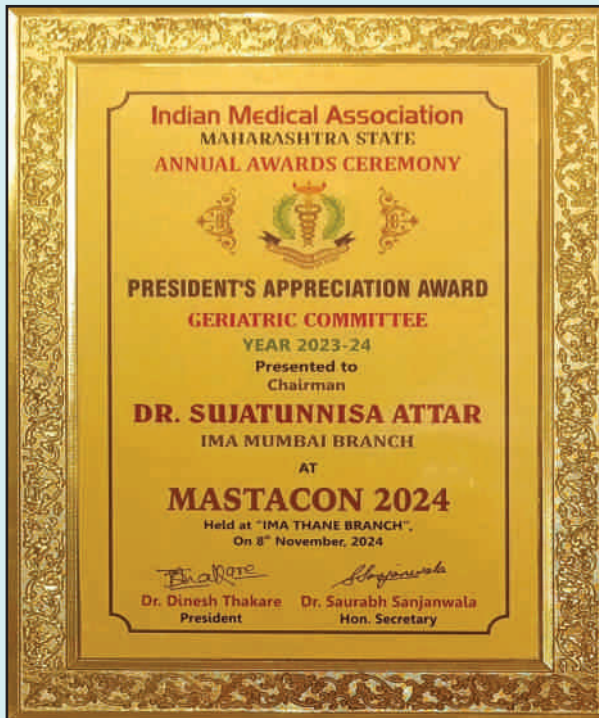 Indian Medical Association
MAHARASHTRA STATE
ANNUAL AWARDS CEREMONY
PRESIDENT'S APPRECIATION AWARD
GERIATRIC COMMITTEE
YEAR 2023-24
Presented to
Chairman
DR. SUJATUNNISA ATTAR
IMA MUMBAI BRANCH
AT
MASTACON 2024
Held at "IMA THANE BRANCH",
On 8th November, 2024
Dr. Dinesh Thakare Dr. Saurabh Sanjanwala
President Hon. Secretary